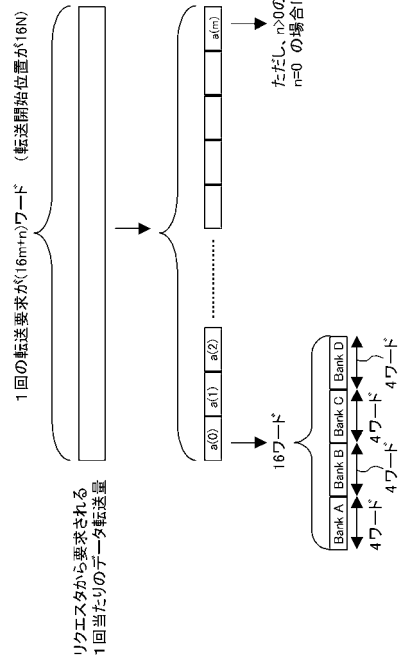 1回の転送要求が(16m+n)ワード (転送開始位置が16N)
リクエスタから要求される
1回当たりのデータ転送量
a(0)
a(1)
a(2)
a(m)
16ワード
ただし、n>0の
n=0 の場合
Bank A
Bank B
Bank C
Bank D
4ワード
4ワード
4ワード
4ワード